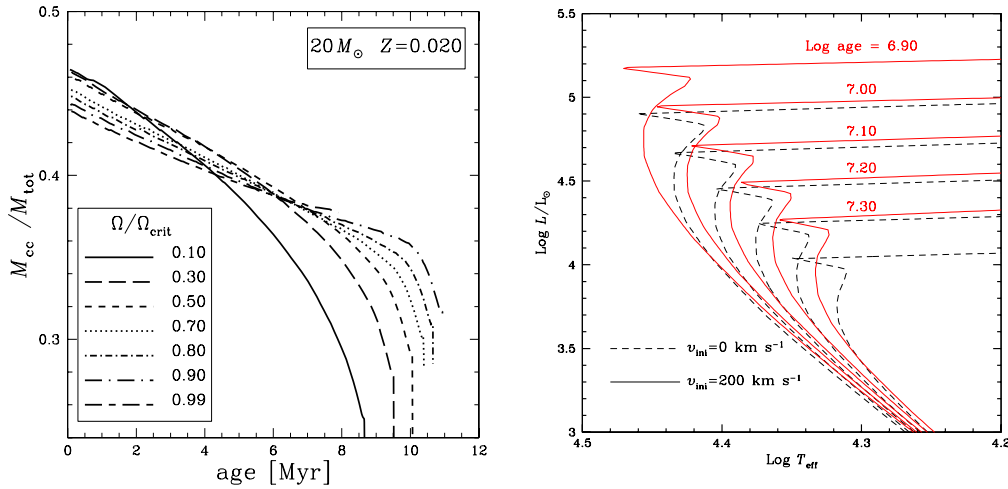 0.5
20M⊙ Z=0.020
0.4
M_cc /M_tot
Ω/Ω_crit
0.10
0.30
0.50
0.70
0.80
0.90
0.99
0.3
0 2 4 6 8 10 12
age [Myr]
5.5
Log age = 6.90
7.00
5
7.10
7.20
4.5
7.30
Log L/L⊙
4
3.5
v_ini=0 km s⁻¹
v_ini=200 km s⁻¹
3
4.5 4.4 4.3 4.2
Log T_eff